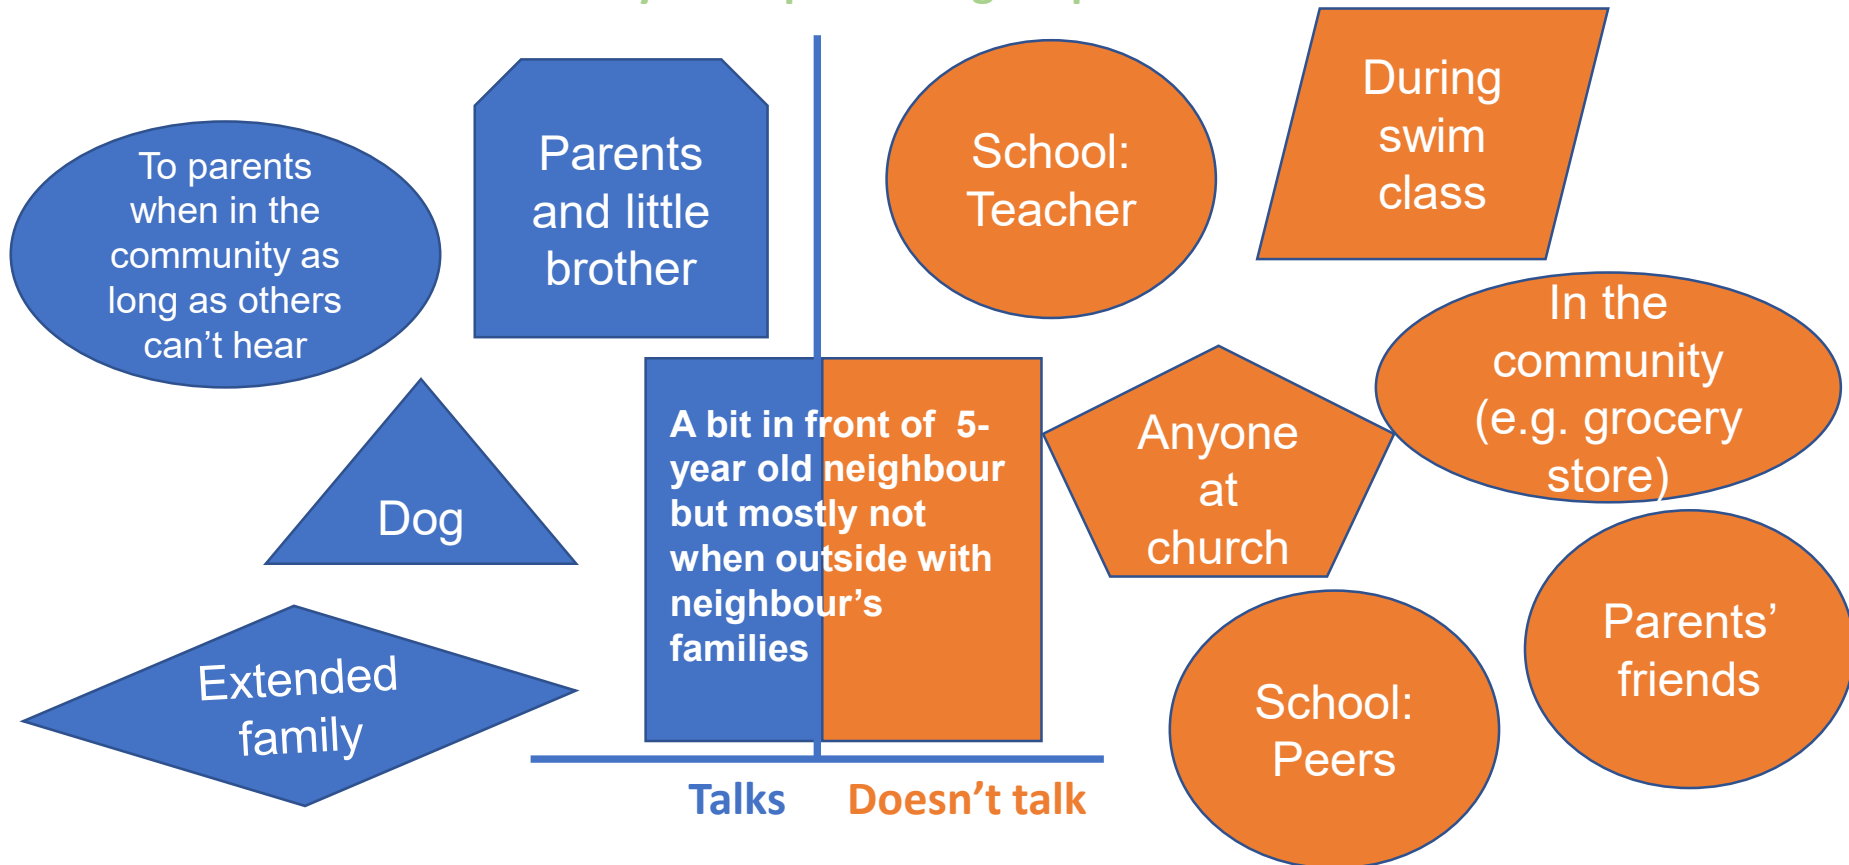 To parents
when in the
community as
long as others
can't hear
Parents
and little
brother
School:
Teacher
During
swim
class
In the
community
(e.g. grocery
store)
A bit in front of  5-
year old neighbour
but mostly not
when outside with
neighbour's
families
Anyone
at
church
Dog
Extended
family
School:
Peers
Parents'
friends
Talks
Doesn't talk